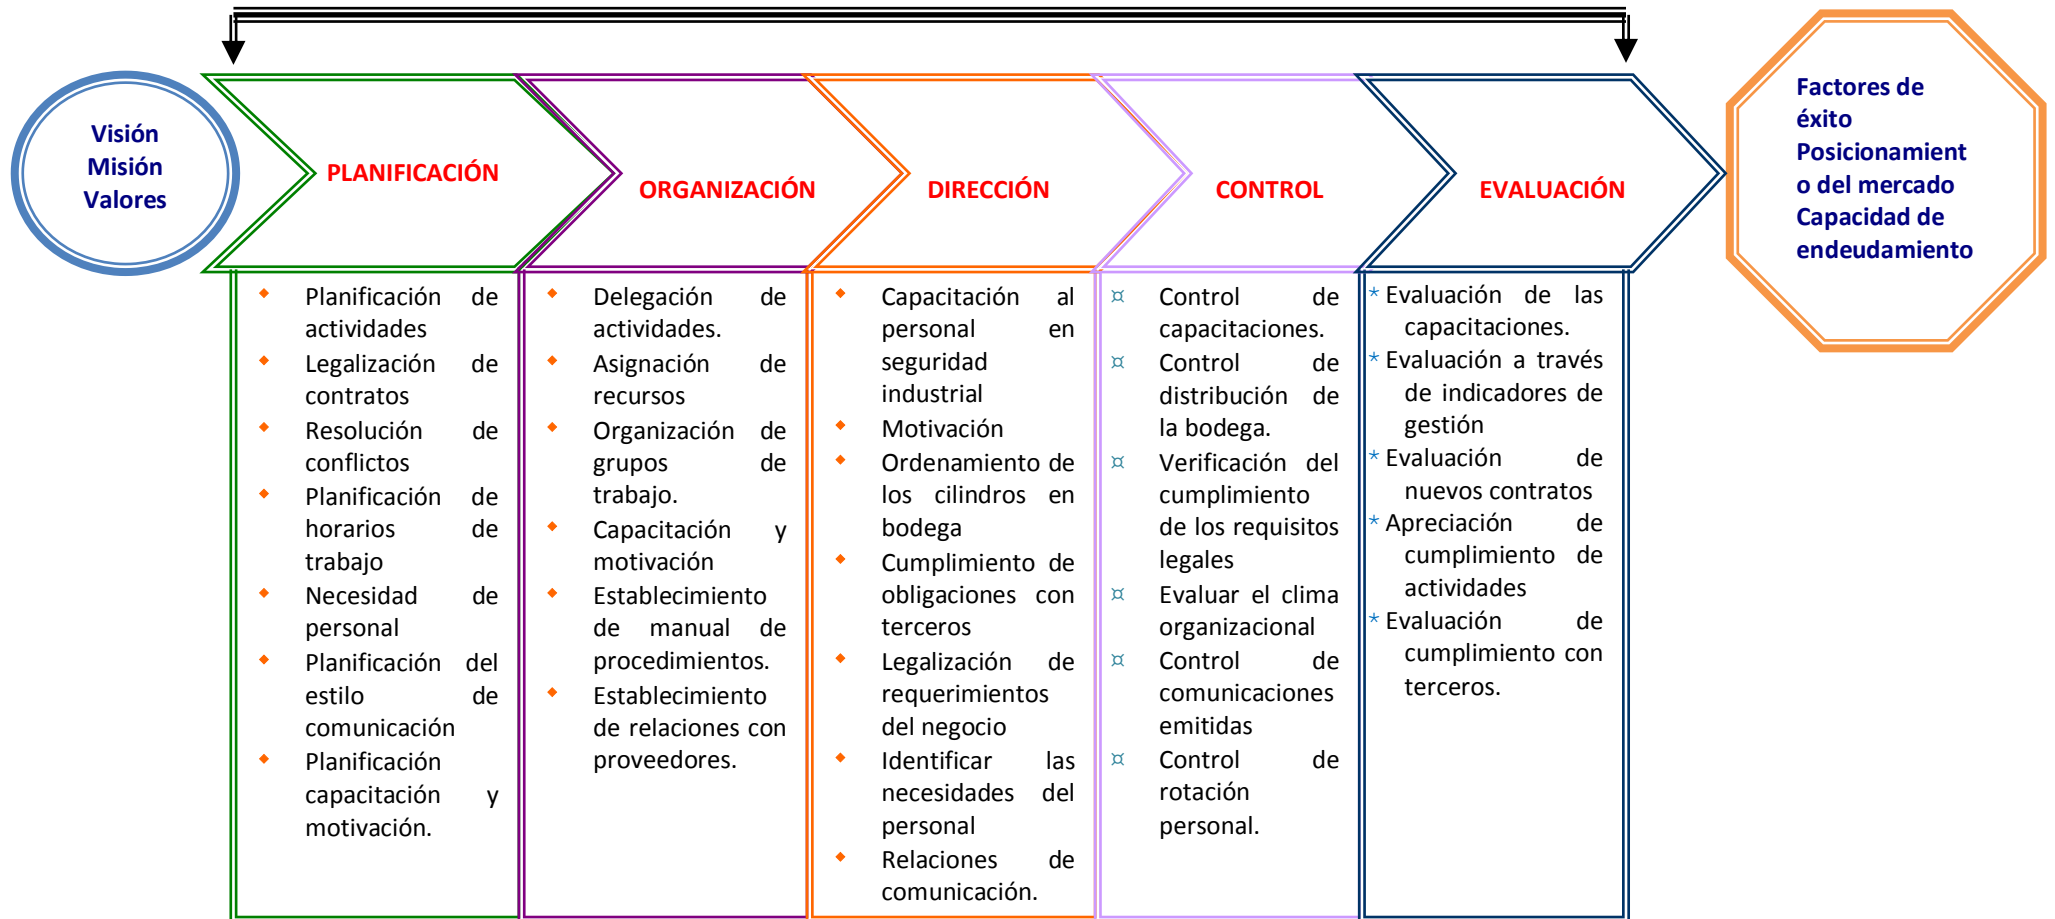 Visión
Misión
Valores
PLANIFICACIÓN
ORGANIZACIÓN
DIRECCIÓN
CONTROL
EVALUACIÓN
Factores de
éxito
Posicionamient
o del mercado
Capacidad de
endeudamiento
Planificación de
actividades
Legalización de
contratos
Resolución de
conflictos
Planificación de
horarios de
trabajo
Necesidad de
personal
Planificación del
estilo de
comunicación
Planificación
capacitación y
motivación.
Delegación de
actividades.
Asignación de
recursos
Organización de
grupos de
trabajo.
Capacitación y
motivación
Establecimiento
de manual de
procedimientos.
Establecimiento
de relaciones con
proveedores.
Capacitación al
personal en
seguridad
industrial
Motivación
Ordenamiento de
los cilindros en
bodega
Cumplimiento de
obligaciones con
terceros
Legalización de
requerimientos
del negocio
Identificar las
necesidades del
personal
Relaciones de
comunicación.
Control de
capacitaciones.
Control de
distribución de
la bodega.
Verificación del
cumplimiento
de los requisitos
legales
Evaluar el clima
organizacional
Control de
comunicaciones
emitidas
Control de
rotación
personal.
* Evaluación de las
capacitaciones.
* Evaluación a través
de indicadores de
gestión
* Evaluación de
nuevos contratos
* Apreciación de
cumplimiento de
actividades
* Evaluación de
cumplimiento con
terceros.